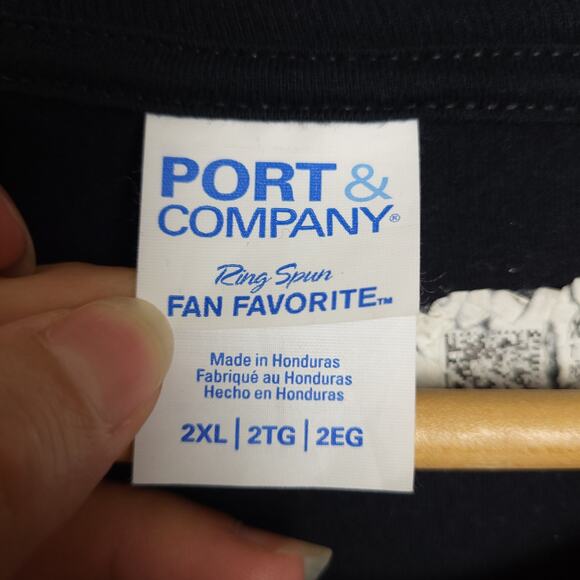 PORT &
COMPANY®
Ring Spun
FAN FAVORITE™
Made in Honduras
Fabriqué au Honduras
Hecho en Honduras
2XL | 2TG | 2EG